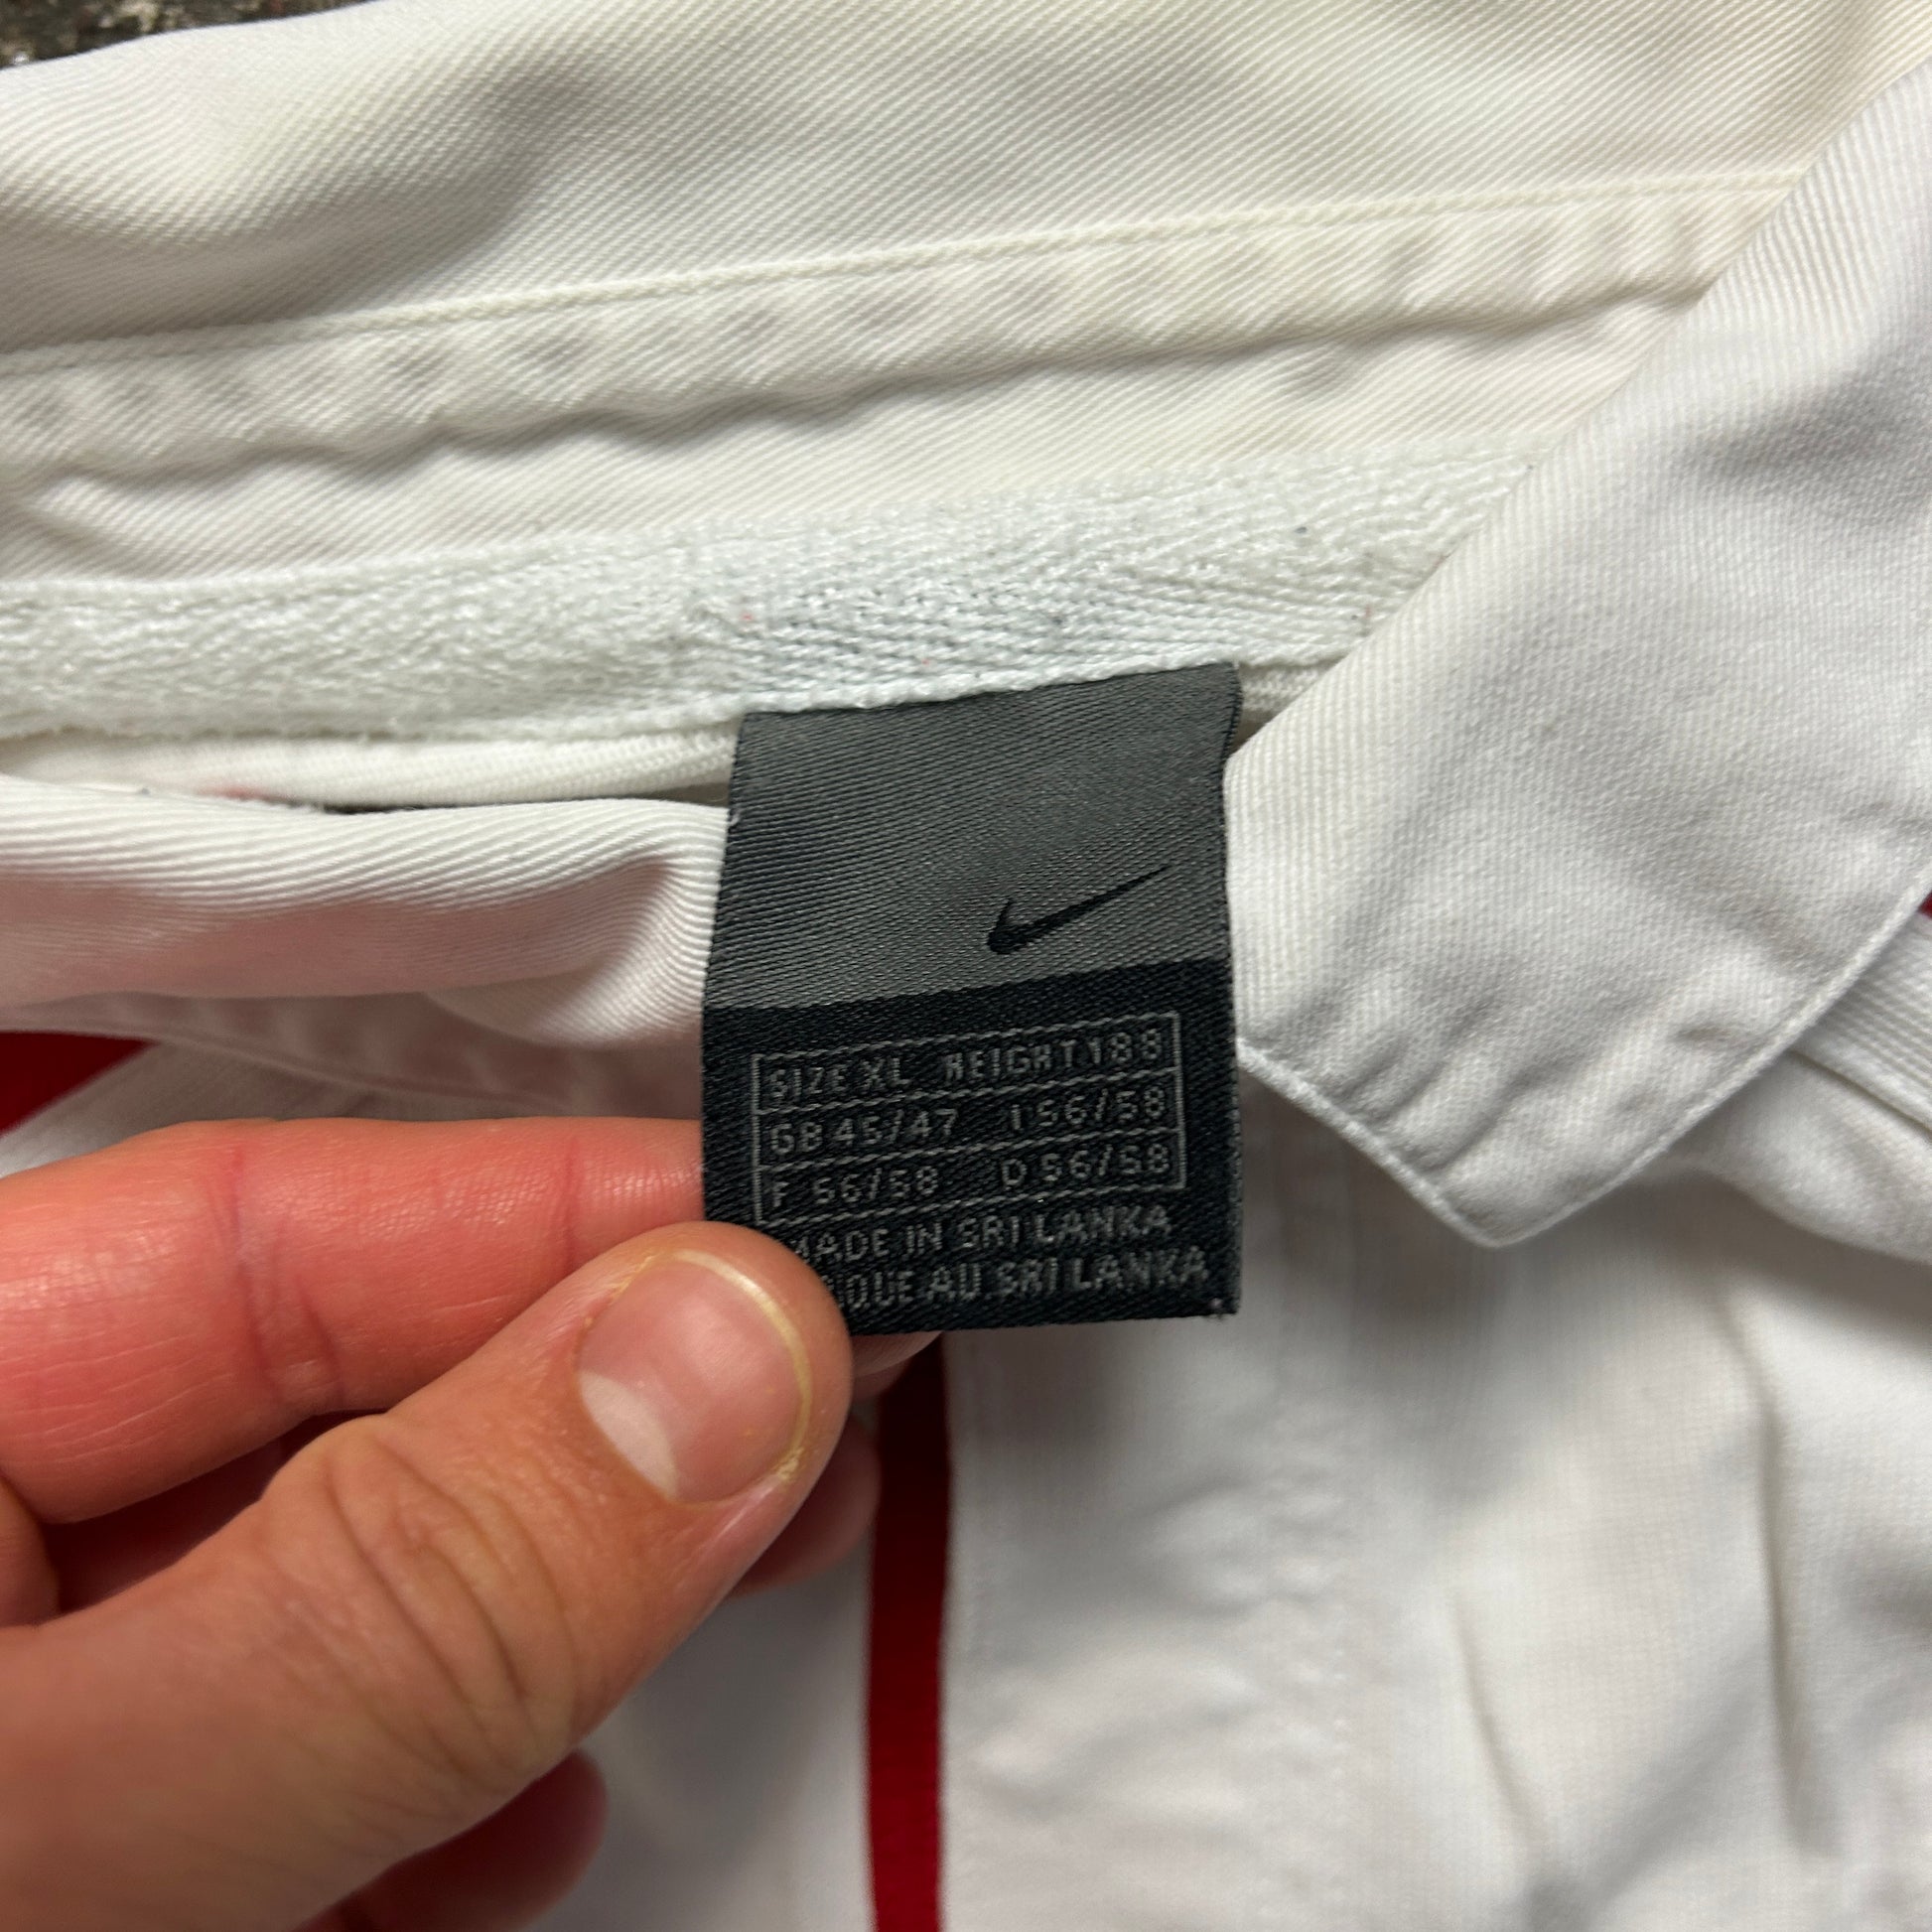 SIZE XL HEIGHT 188
GB 45/47 I 56/58
F 56/58 D 56/58
MADE IN SRI LANKA
AU SRI LANKA